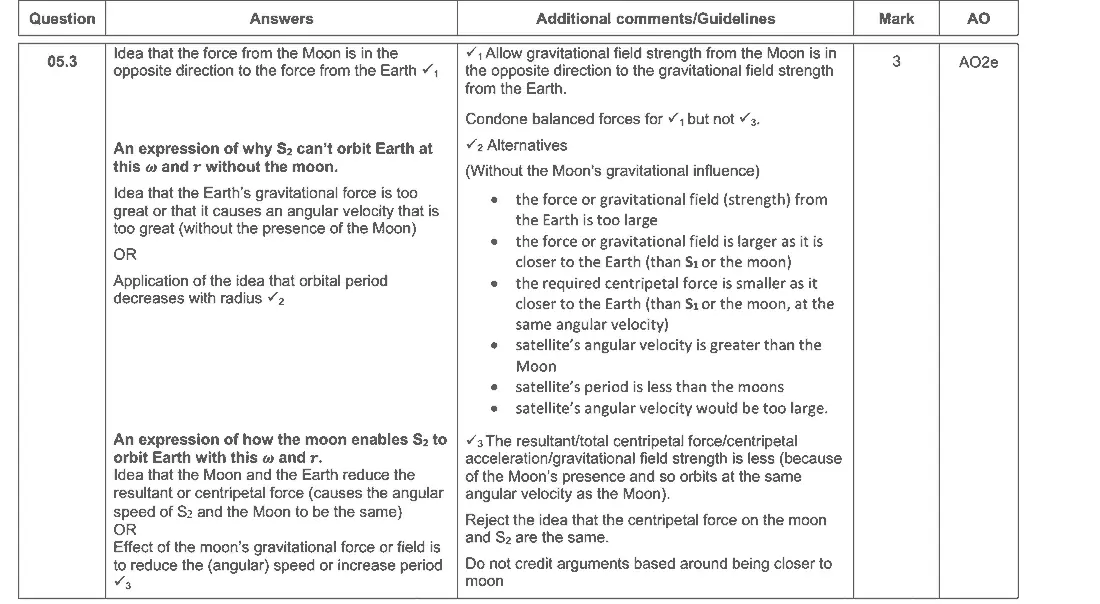 Question Answers Additional comments/Guidelines Mark AO
05.3
Idea that the force from the Moon is in the
opposite direction to the force from the Earth ✓1
An expression of why S2 can't orbit Earth at
this ω and r without the moon.
Idea that the Earth's gravitational force is too
great or that it causes an angular velocity that is
too great (without the presence of the Moon)
OR
Application of the idea that orbital period
decreases with radius ✓2
An expression of how the moon enables S2 to
orbit Earth with this ω and r.
Idea that the Moon and the Earth reduce the
resultant or centripetal force (causes the angular
speed of S2 and the Moon to be the same)
OR
Effect of the moon's gravitational force or field is
to reduce the (angular) speed or increase period
✓3
✓1 Allow gravitational field strength from the Moon is in
the opposite direction to the gravitational field strength
from the Earth.
Condone balanced forces for ✓1 but not ✓3.
✓2 Alternatives
(Without the Moon's gravitational influence)
• the force or gravitational field (strength) from
the Earth is too large
• the force or gravitational field is larger as it is
closer to the Earth (than S1 or the moon)
• the required centripetal force is smaller as it
closer to the Earth (than S1 or the moon, at the
same angular velocity)
• satellite's angular velocity is greater than the
Moon
• satellite's period is less than the moons
• satellite's angular velocity would be too large.
✓3 The resultant/total centripetal force/centripetal
acceleration/gravitational field strength is less (because
of the Moon's presence and so orbits at the same
angular velocity as the Moon).
Reject the idea that the centripetal force on the moon
and S2 are the same.
Do not credit arguments based around being closer to
moon
3
AO2e